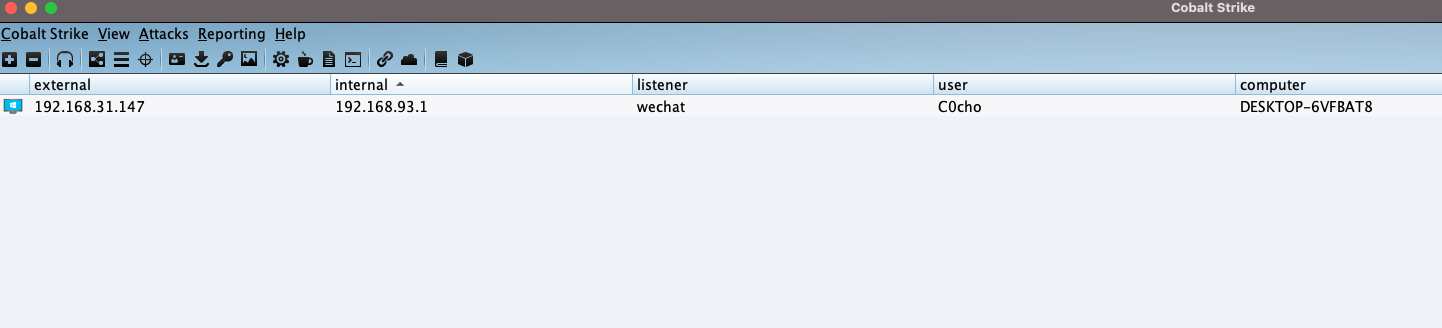 Cobalt Strike
Cobalt Strike View Attacks Reporting Help
external internal listener user computer
192.168.31.147 192.168.93.1 wechat C0cho DESKTOP-6VFBAT8